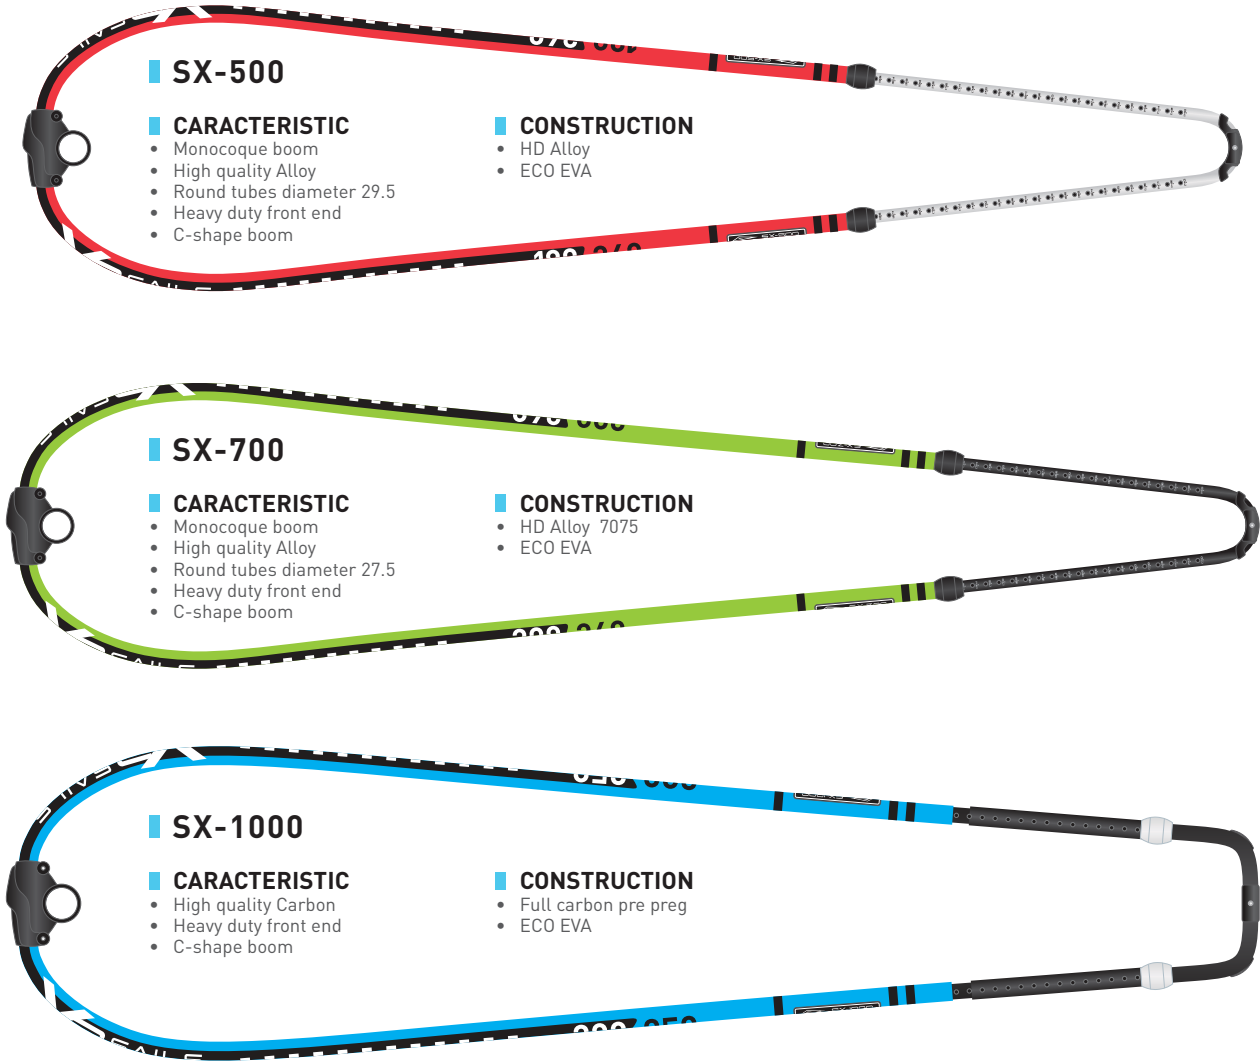 SX-500
CARACTERISTIC
• Monocoque boom
• High quality Alloy
• Round tubes diameter 29.5
• Heavy duty front end
• C-shape boom
CONSTRUCTION
• HD Alloy
• ECO EVA
SX-700
CARACTERISTIC
• Monocoque boom
• High quality Alloy
• Round tubes diameter 27.5
• Heavy duty front end
• C-shape boom
CONSTRUCTION
• HD Alloy 7075
• ECO EVA
SX-1000
CARACTERISTIC
• High quality Carbon
• Heavy duty front end
• C-shape boom
CONSTRUCTION
• Full carbon pre preg
• ECO EVA